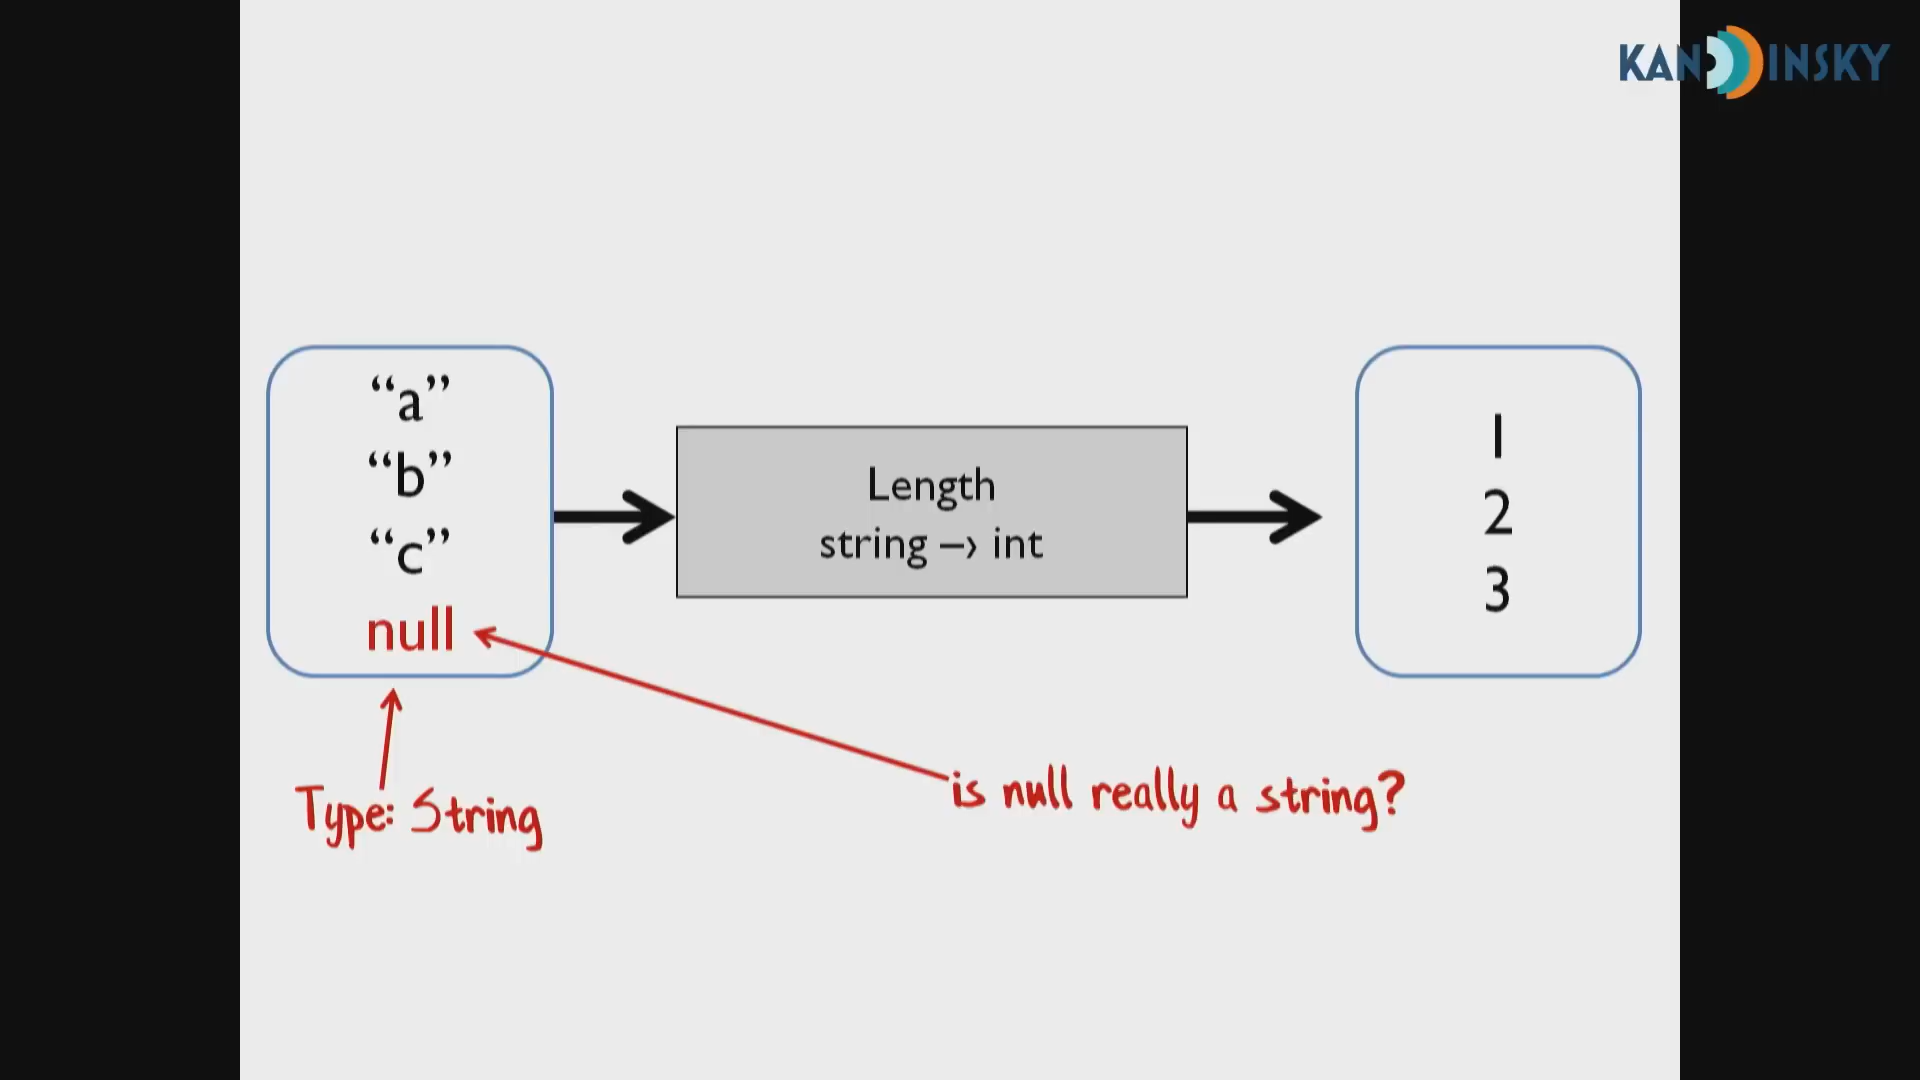 KANDINSKY
“a”
“b”
“c”
null
Length
string –› int
1
2
3
Type: String
is null really a string?